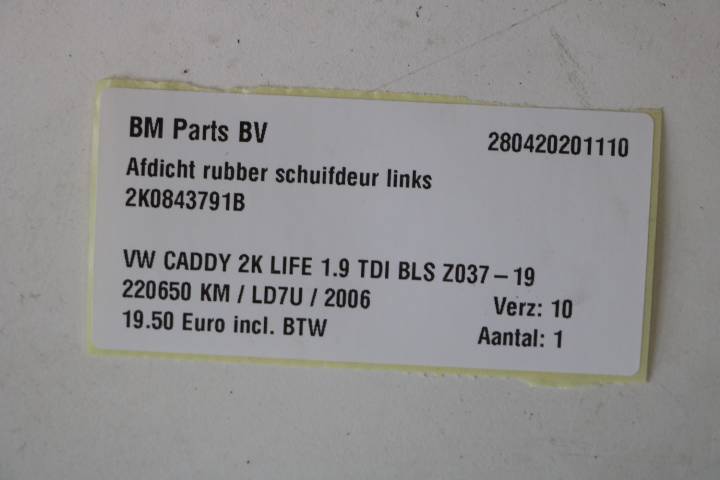 BM Parts BV 280420201110
Afdicht rubber schuifdeur links
2K0843791B
VW CADDY 2K LIFE 1.9 TDI BLS Z037-19
220650 KM / LD7U / 2006 Verz: 10
19.50 Euro incl. BTW Aantal: 1